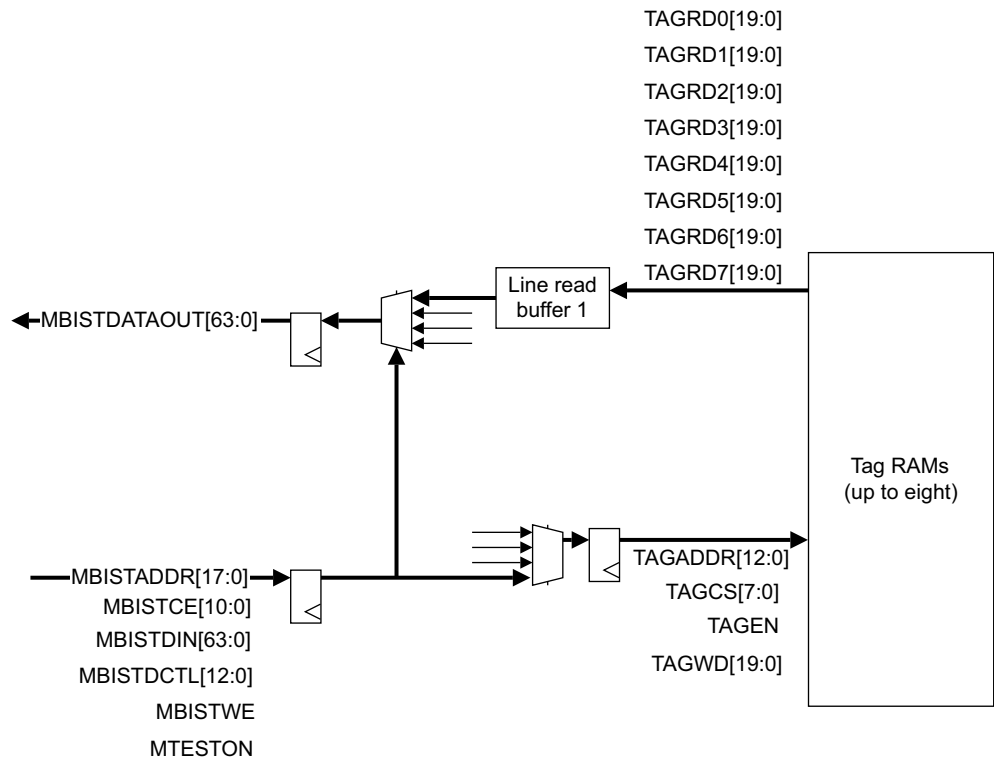 TAGRD0[19:0]
TAGRD1[19:0]
TAGRD2[19:0]
TAGRD3[19:0]
TAGRD4[19:0]
TAGRD5[19:0]
TAGRD6[19:0]
TAGRD7[19:0]
Line read
buffer 1
MBISTDATAOUT[63:0]
Tag RAMs
(up to eight)
MBISTADDR[17:0]
MBISTCE[10:0]
MBISTDIN[63:0]
MBISTDCTL[12:0]
MBISTWE
MTESTON
TAGADDR[12:0]
TAGCS[7:0]
TAGEN
TAGWD[19:0]